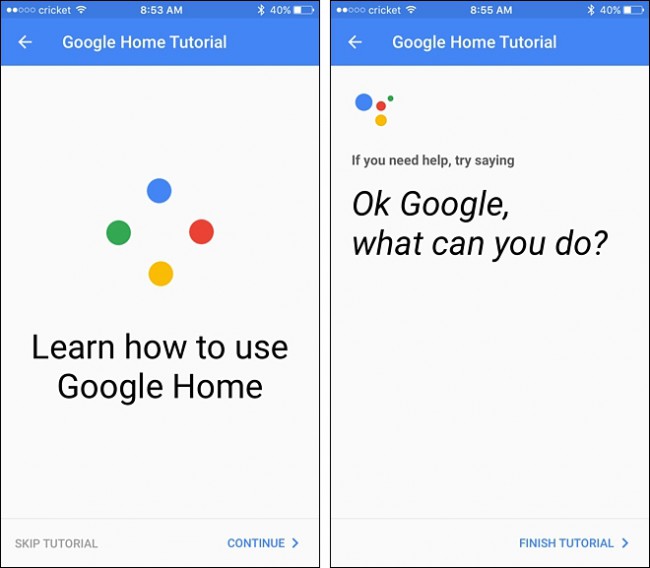 cricket 8:53 AM 40%
Google Home Tutorial
Learn how to use
Google Home
SKIP TUTORIAL CONTINUE
cricket 8:55 AM 40%
Google Home Tutorial
If you need help, try saying
Ok Google,
what can you do?
FINISH TUTORIAL